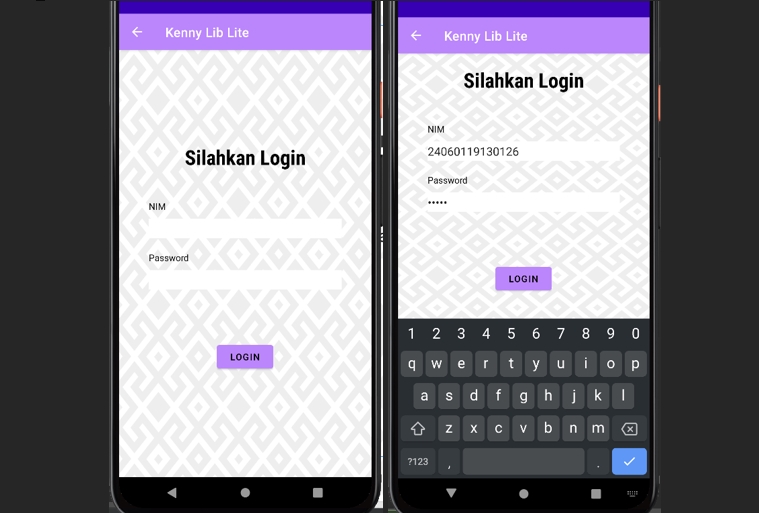 Kenny Lib Lite
Silahkan Login
NIM
Password
LOGIN
Kenny Lib Lite
Silahkan Login
NIM
24060119130126
Password
•••••
LOGIN
1 2 3 4 5 6 7 8 9 0
q w e r t y u i o p
a s d f g h j k l
z x c v b n m
?123 , .